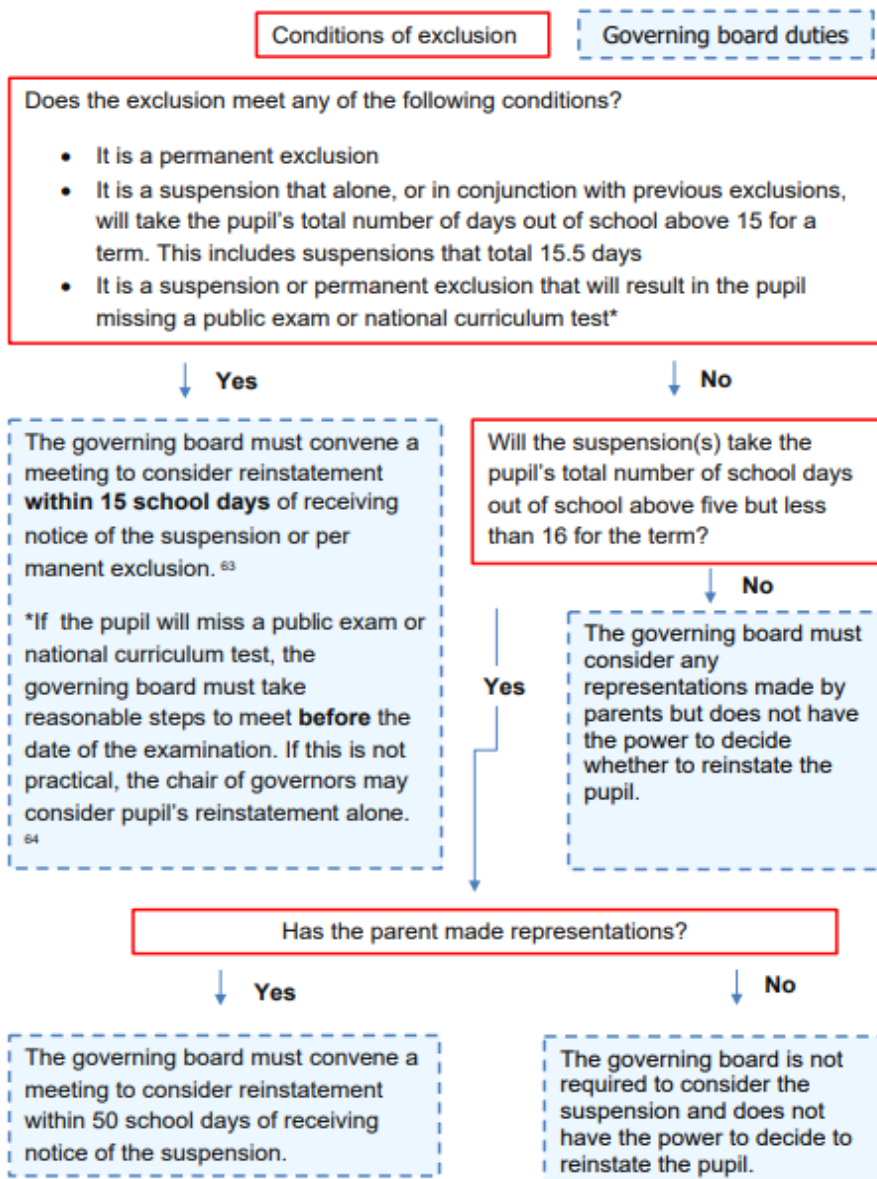 Conditions of exclusion
Governing board duties
Does the exclusion meet any of the following conditions?
• It is a permanent exclusion
• It is a suspension that alone, or in conjunction with previous exclusions,
will take the pupil's total number of days out of school above 15 for a
term. This includes suspensions that total 15.5 days
• It is a suspension or permanent exclusion that will result in the pupil
missing a public exam or national curriculum test*
Yes
No
The governing board must convene a
meeting to consider reinstatement
within 15 school days of receiving
notice of the suspension or per
manent exclusion. 63
*If the pupil will miss a public exam or
national curriculum test, the
governing board must take
reasonable steps to meet before the
date of the examination. If this is not
practical, the chair of governors may
consider pupil's reinstatement alone.
64
Will the suspension(s) take the
pupil's total number of school days
out of school above five but less
than 16 for the term?
No
Yes
The governing board must
consider any
representations made by
parents but does not have
the power to decide
whether to reinstate the
pupil.
Has the parent made representations?
Yes
No
The governing board must convene a
meeting to consider reinstatement
within 50 school days of receiving
notice of the suspension.
The governing board is not
required to consider the
suspension and does not
have the power to decide to
reinstate the pupil.